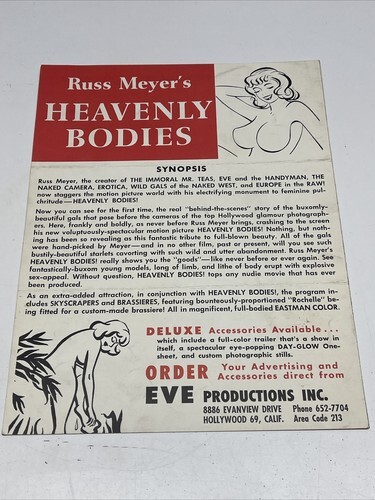 Russ Meyer's
HEAVENLY
BODIES
SYNOPSIS
Russ Meyer, the creator of THE IMMORAL MR. TEAS, EVE and the HANDYMAN, THE
NAKED CAMERA, EROTICA, WILD GALS of the NAKED WEST, and EUROPE in the RAW!
now staggers the motion picture world with his electrifying monument to feminine pul-
chritude—HEAVENLY BODIES!
Now you can see for the first time, the real "behind-the-scenes" story of the buxomly-
beautiful gals that pose before the cameras of the top Hollywood glamour photograph-
ers. Here, frankly and boldly, as never before Russ Meyer brings, crashing to the screen
his new voluptuously-spectacular motion picture HEAVENLY BODIES! Nothing, but noth-
ing has been so revealing as this fantastic tribute to full-blown beauty. All of the gals
were hand-picked by Meyer—and in no other film, past or present, will you see such
bustily-beautiful starlets cavorting with such wild and utter abandonment. Russ Meyer's
HEAVENLY BODIES! really shows you the "goods"—like never before or ever again. See
fantastically-buxom young models, long of limb, and lithe of body erupt with explosive
sex-appeal. Without question, HEAVENLY BODIES! tops any nudie movie that has ever
been produced.
As an extra-added attraction, in conjunction with HEAVENLY BODIES!, the program in-
cludes SKYSCRAPERS and BRASSIERES, featuring bounteously-proportioned "Rochelle" be-
ing fitted for a custom-made brassiere! All in magnificent, full-bodied EASTMAN COLOR.
DELUXE Accessories Available...
which include a full-color trailer that's a show in
itself, a spectacular eye-popping DAY-GLOW One-
sheet, and custom photographic stills.
ORDER Your Advertising and
Accessories direct from
EVE PRODUCTIONS INC.
8886 EVANVIEW DRIVE Phone 652-7704
HOLLYWOOD 69, CALIF. Area Code 213